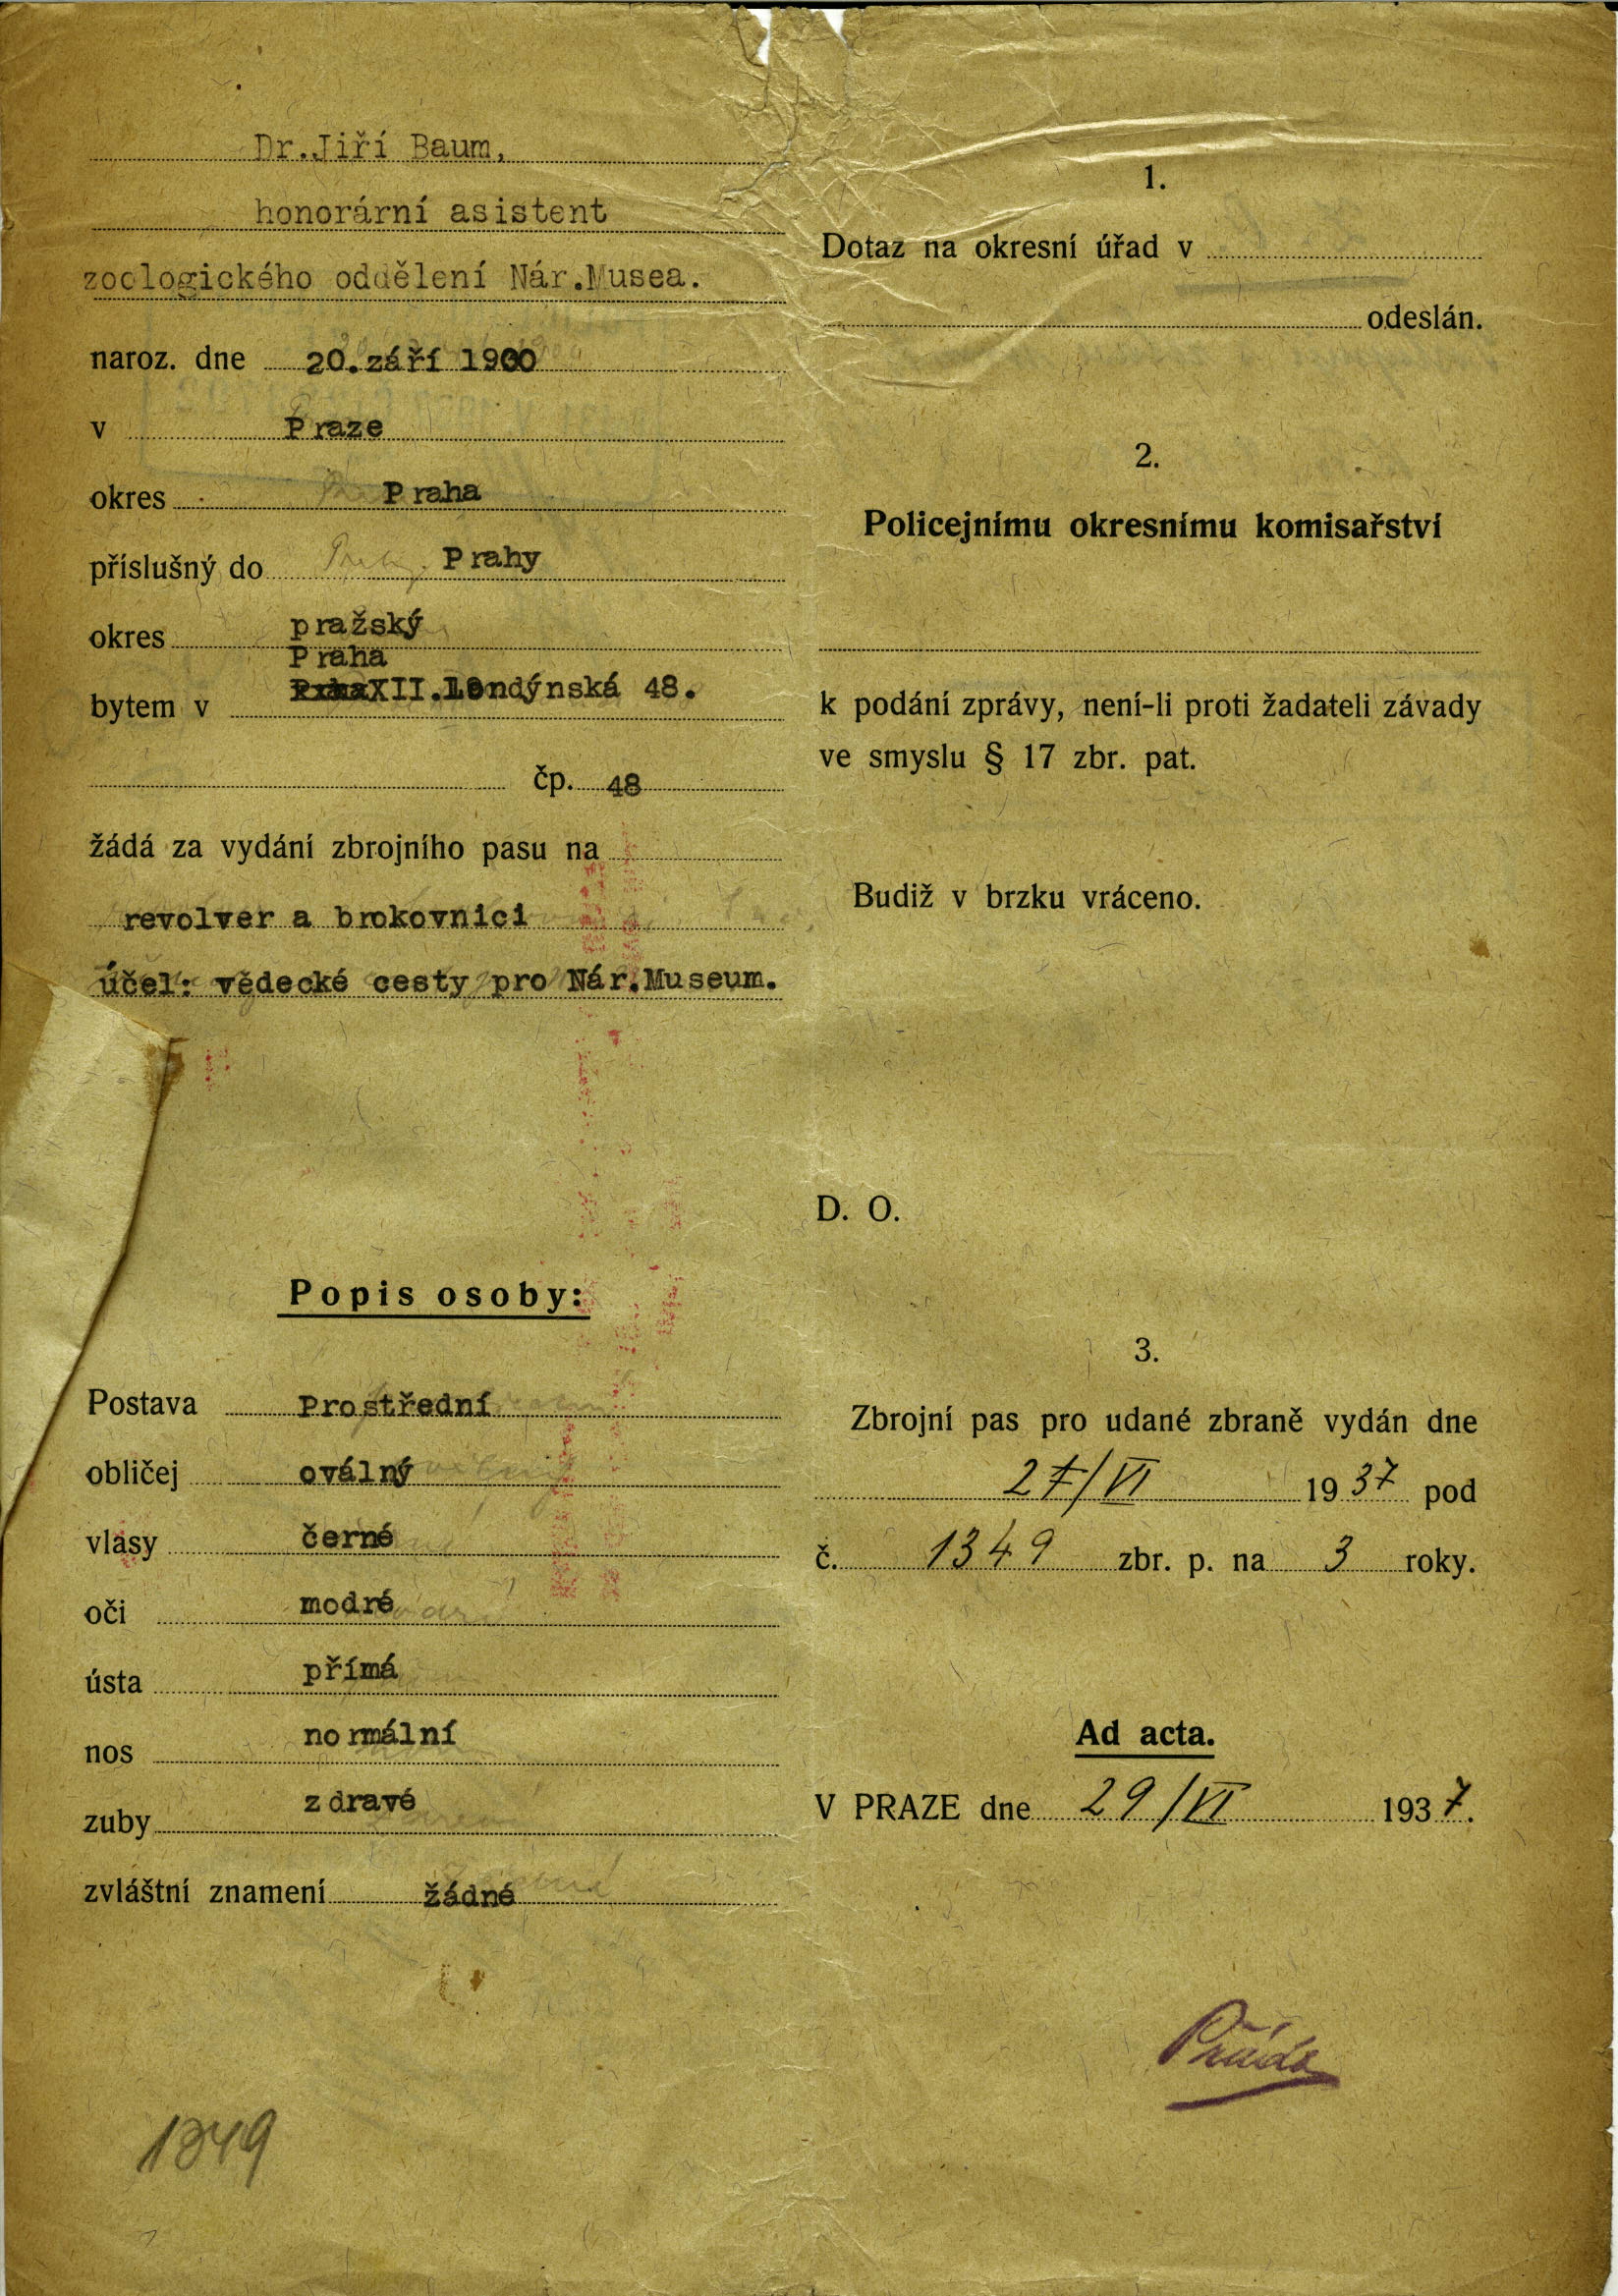 Dr.Jiří Baum,
honorární asistent
zoologického oddělení Nár.Musea.
naroz. dne 20.září 1900
v Praze
okres Praha
příslušný do Prahy
okres pražský
Praha
bytem v XII.Londýnská 48.
čp. 48
žádá za vydání zbrojního pasu na
revolver a brokovnici
účel: vědecké cesty pro Nár.Museum.
Popis osoby:
Postava Prostřední
obličej oválný
vlasy černé
oči modré
ústa přímá
nos normální
zuby zdravé
zvláštní znamení žádné
1349
1.
Dotaz na okresní úřad v
odeslán.
2.
Policejnímu okresnímu komisařství
k podání zprávy, není-li proti žadateli závady
ve smyslu § 17 zbr. pat.
Budiž v brzku vráceno.
D. O.
3.
Zbrojní pas pro udané zbraně vydán dne
27/VI 1937 pod
č. 1349 zbr. p. na 3 roky.
Ad acta.
V PRAZE dne 29/VI 1937.